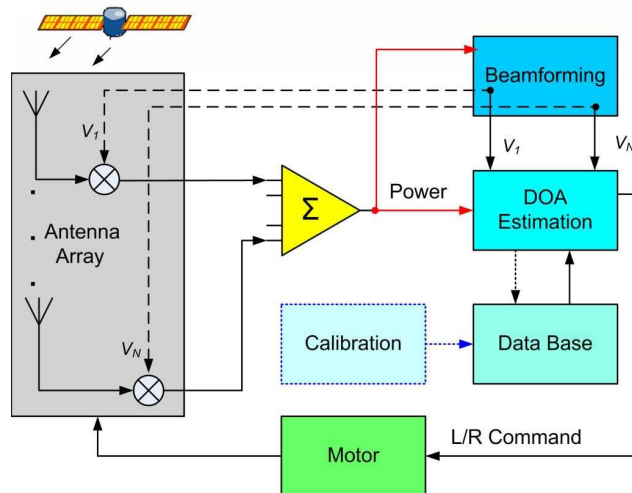 Beamforming
V1
V1
VN
Power
Σ
DOA
Estimation
Antenna
Array
VN
Calibration
Data Base
Motor
L/R Command